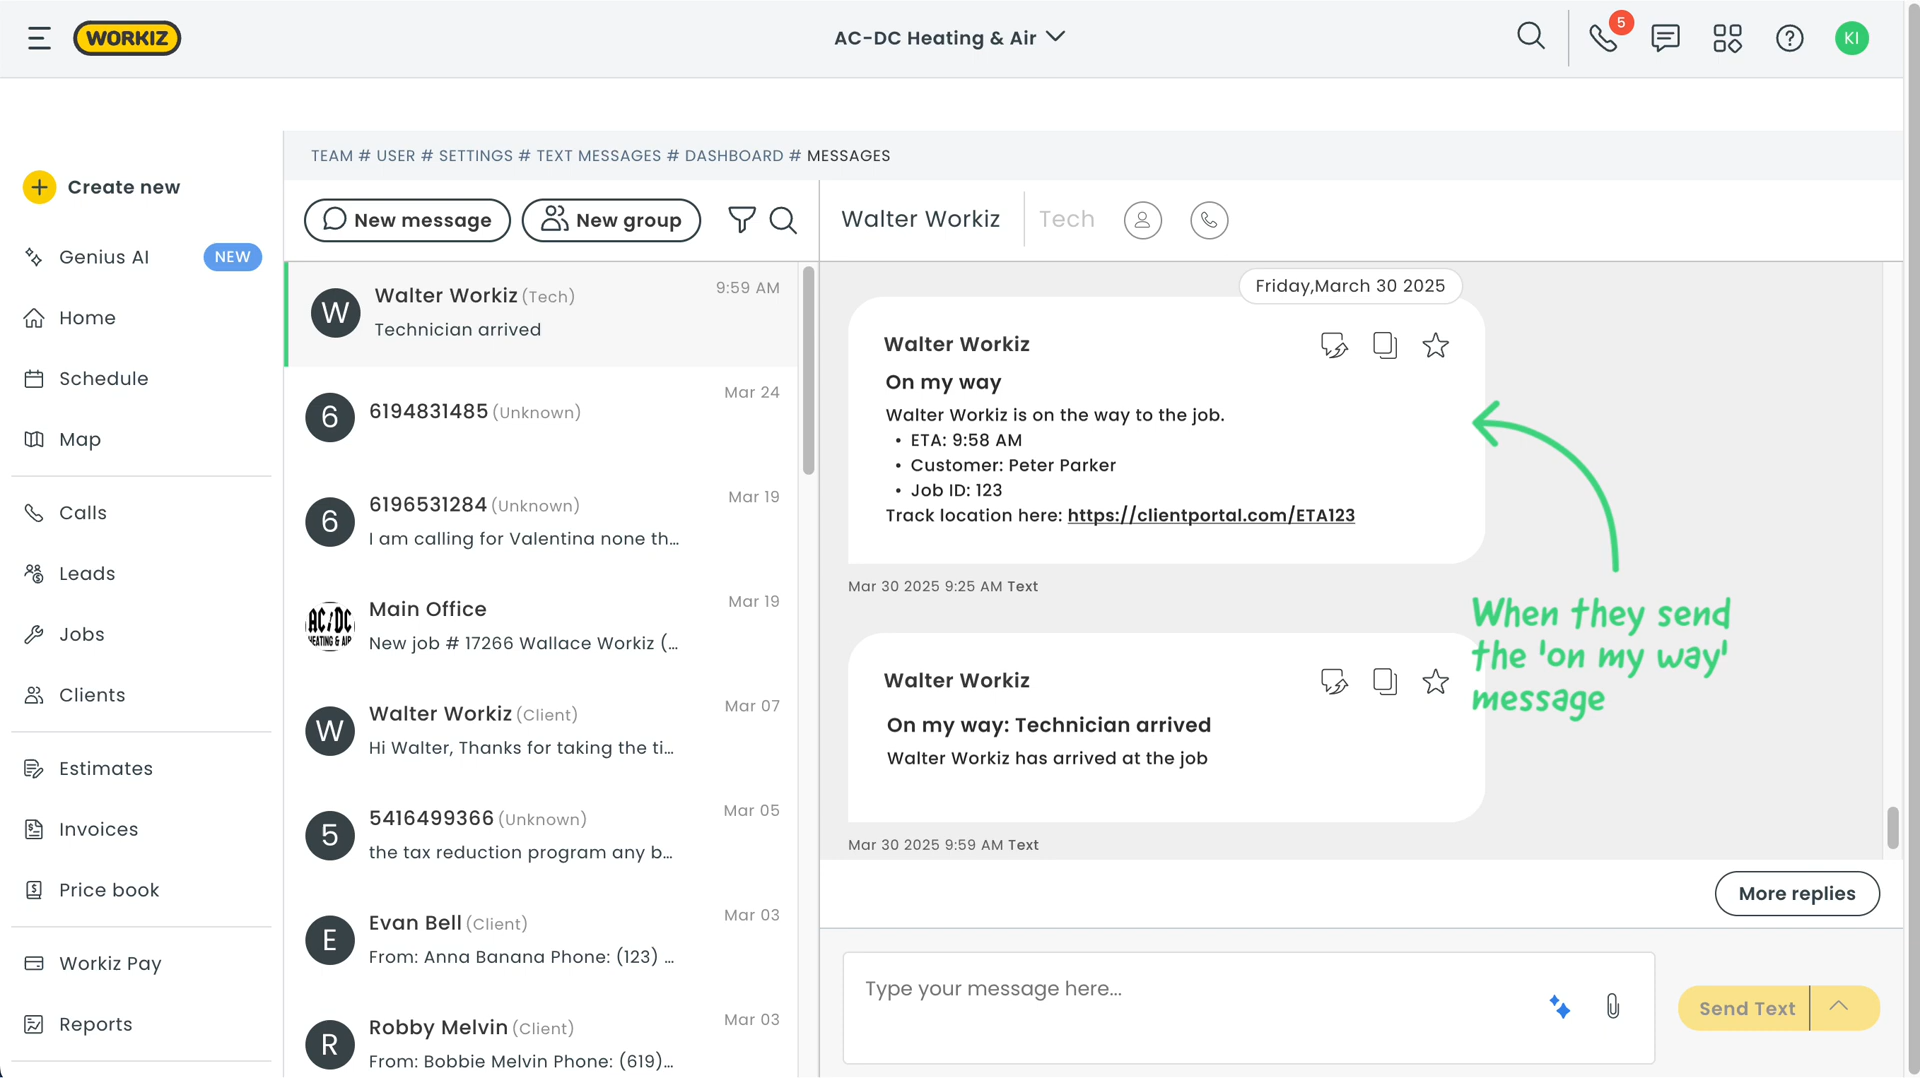 WORKIZ
AC-DC Heating & Air
5
KI
TEAM # USER # SETTINGS # TEXT MESSAGES # DASHBOARD # MESSAGES
Create new
Genius AI
NEW
Home
Schedule
Map
Calls
Leads
Jobs
Clients
Estimates
Invoices
Price book
Workiz Pay
Reports
New message
New group
W
Walter Workiz (Tech)
9:59 AM
Technician arrived
6
6194831485 (Unknown)
Mar 24
6
6196531284 (Unknown)
Mar 19
I am calling for Valentina none th...
AC/DC
HEATING & AIR
Main Office
Mar 19
New job # 17266 Wallace Workiz (...
W
Walter Workiz (Client)
Mar 07
Hi Walter, Thanks for taking the ti...
5
5416499366 (Unknown)
Mar 05
the tax reduction program any b...
E
Evan Bell (Client)
Mar 03
From: Anna Banana Phone: (123) ...
R
Robby Melvin (Client)
Mar 03
From: Bobbie Melvin Phone: (619)...
Walter Workiz
Tech
Friday,March 30 2025
Walter Workiz
On my way
Walter Workiz is on the way to the job.
• ETA: 9:58 AM
• Customer: Peter Parker
• Job ID: 123
Track location here: https://clientportal.com/ETA123
Mar 30 2025 9:25 AM Text
When they send
the 'on my way'
message
Walter Workiz
On my way: Technician arrived
Walter Workiz has arrived at the job
Mar 30 2025 9:59 AM Text
More replies
Type your message here...
Send Text